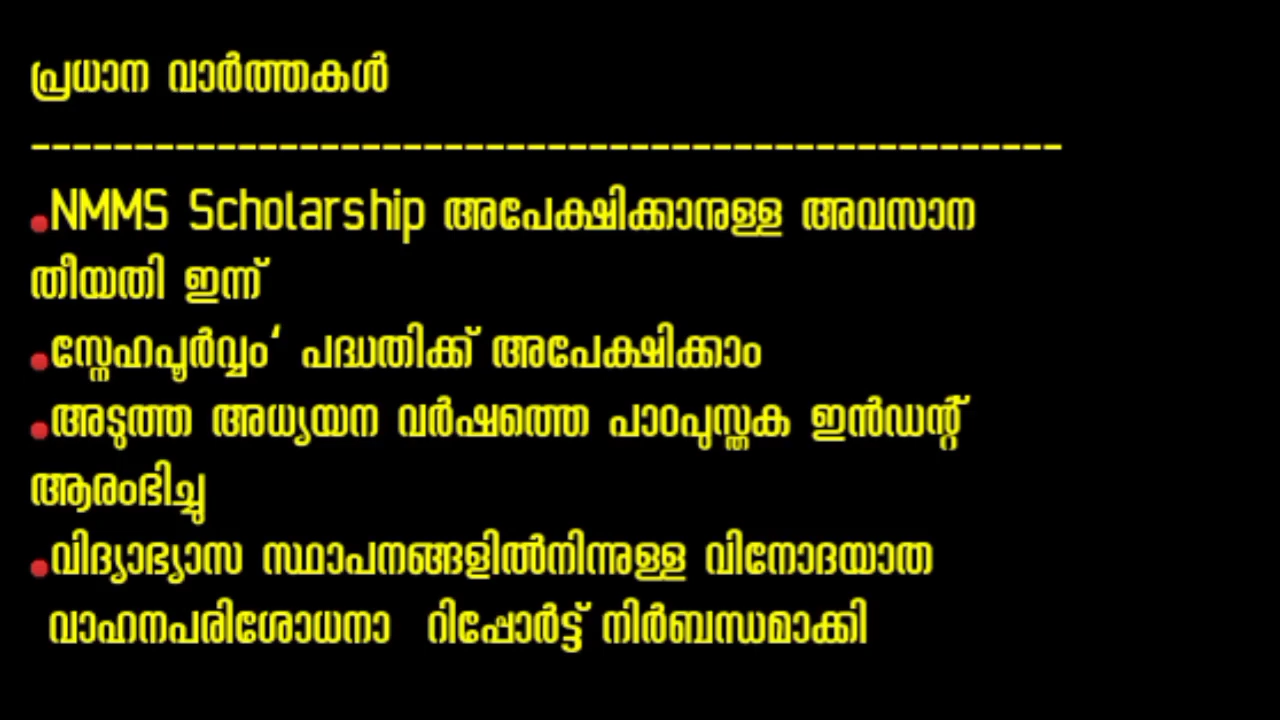 പ്രധാന വാർത്തകൾ
--------------------------------------------------
•NMMS Scholarship അപേക്ഷിക്കാനുള്ള അവസാന
തീയതി ഇന്ന്
•സ്നേഹപൂർവ്വം‘ പദ്ധതിക്ക് അപേക്ഷിക്കാം
•അടുത്ത അധ്യയന വർഷത്തെ പാഠപുസ്തക ഇൻഡന്റ്
ആരംഭിച്ചു
•വിദ്യാഭ്യാസ സ്ഥാപനങ്ങളിൽനിന്നുള്ള വിനോദയാത
വാഹനപരിശോധനാ റിപ്പോർട്ട് നിർബന്ധമാക്കി